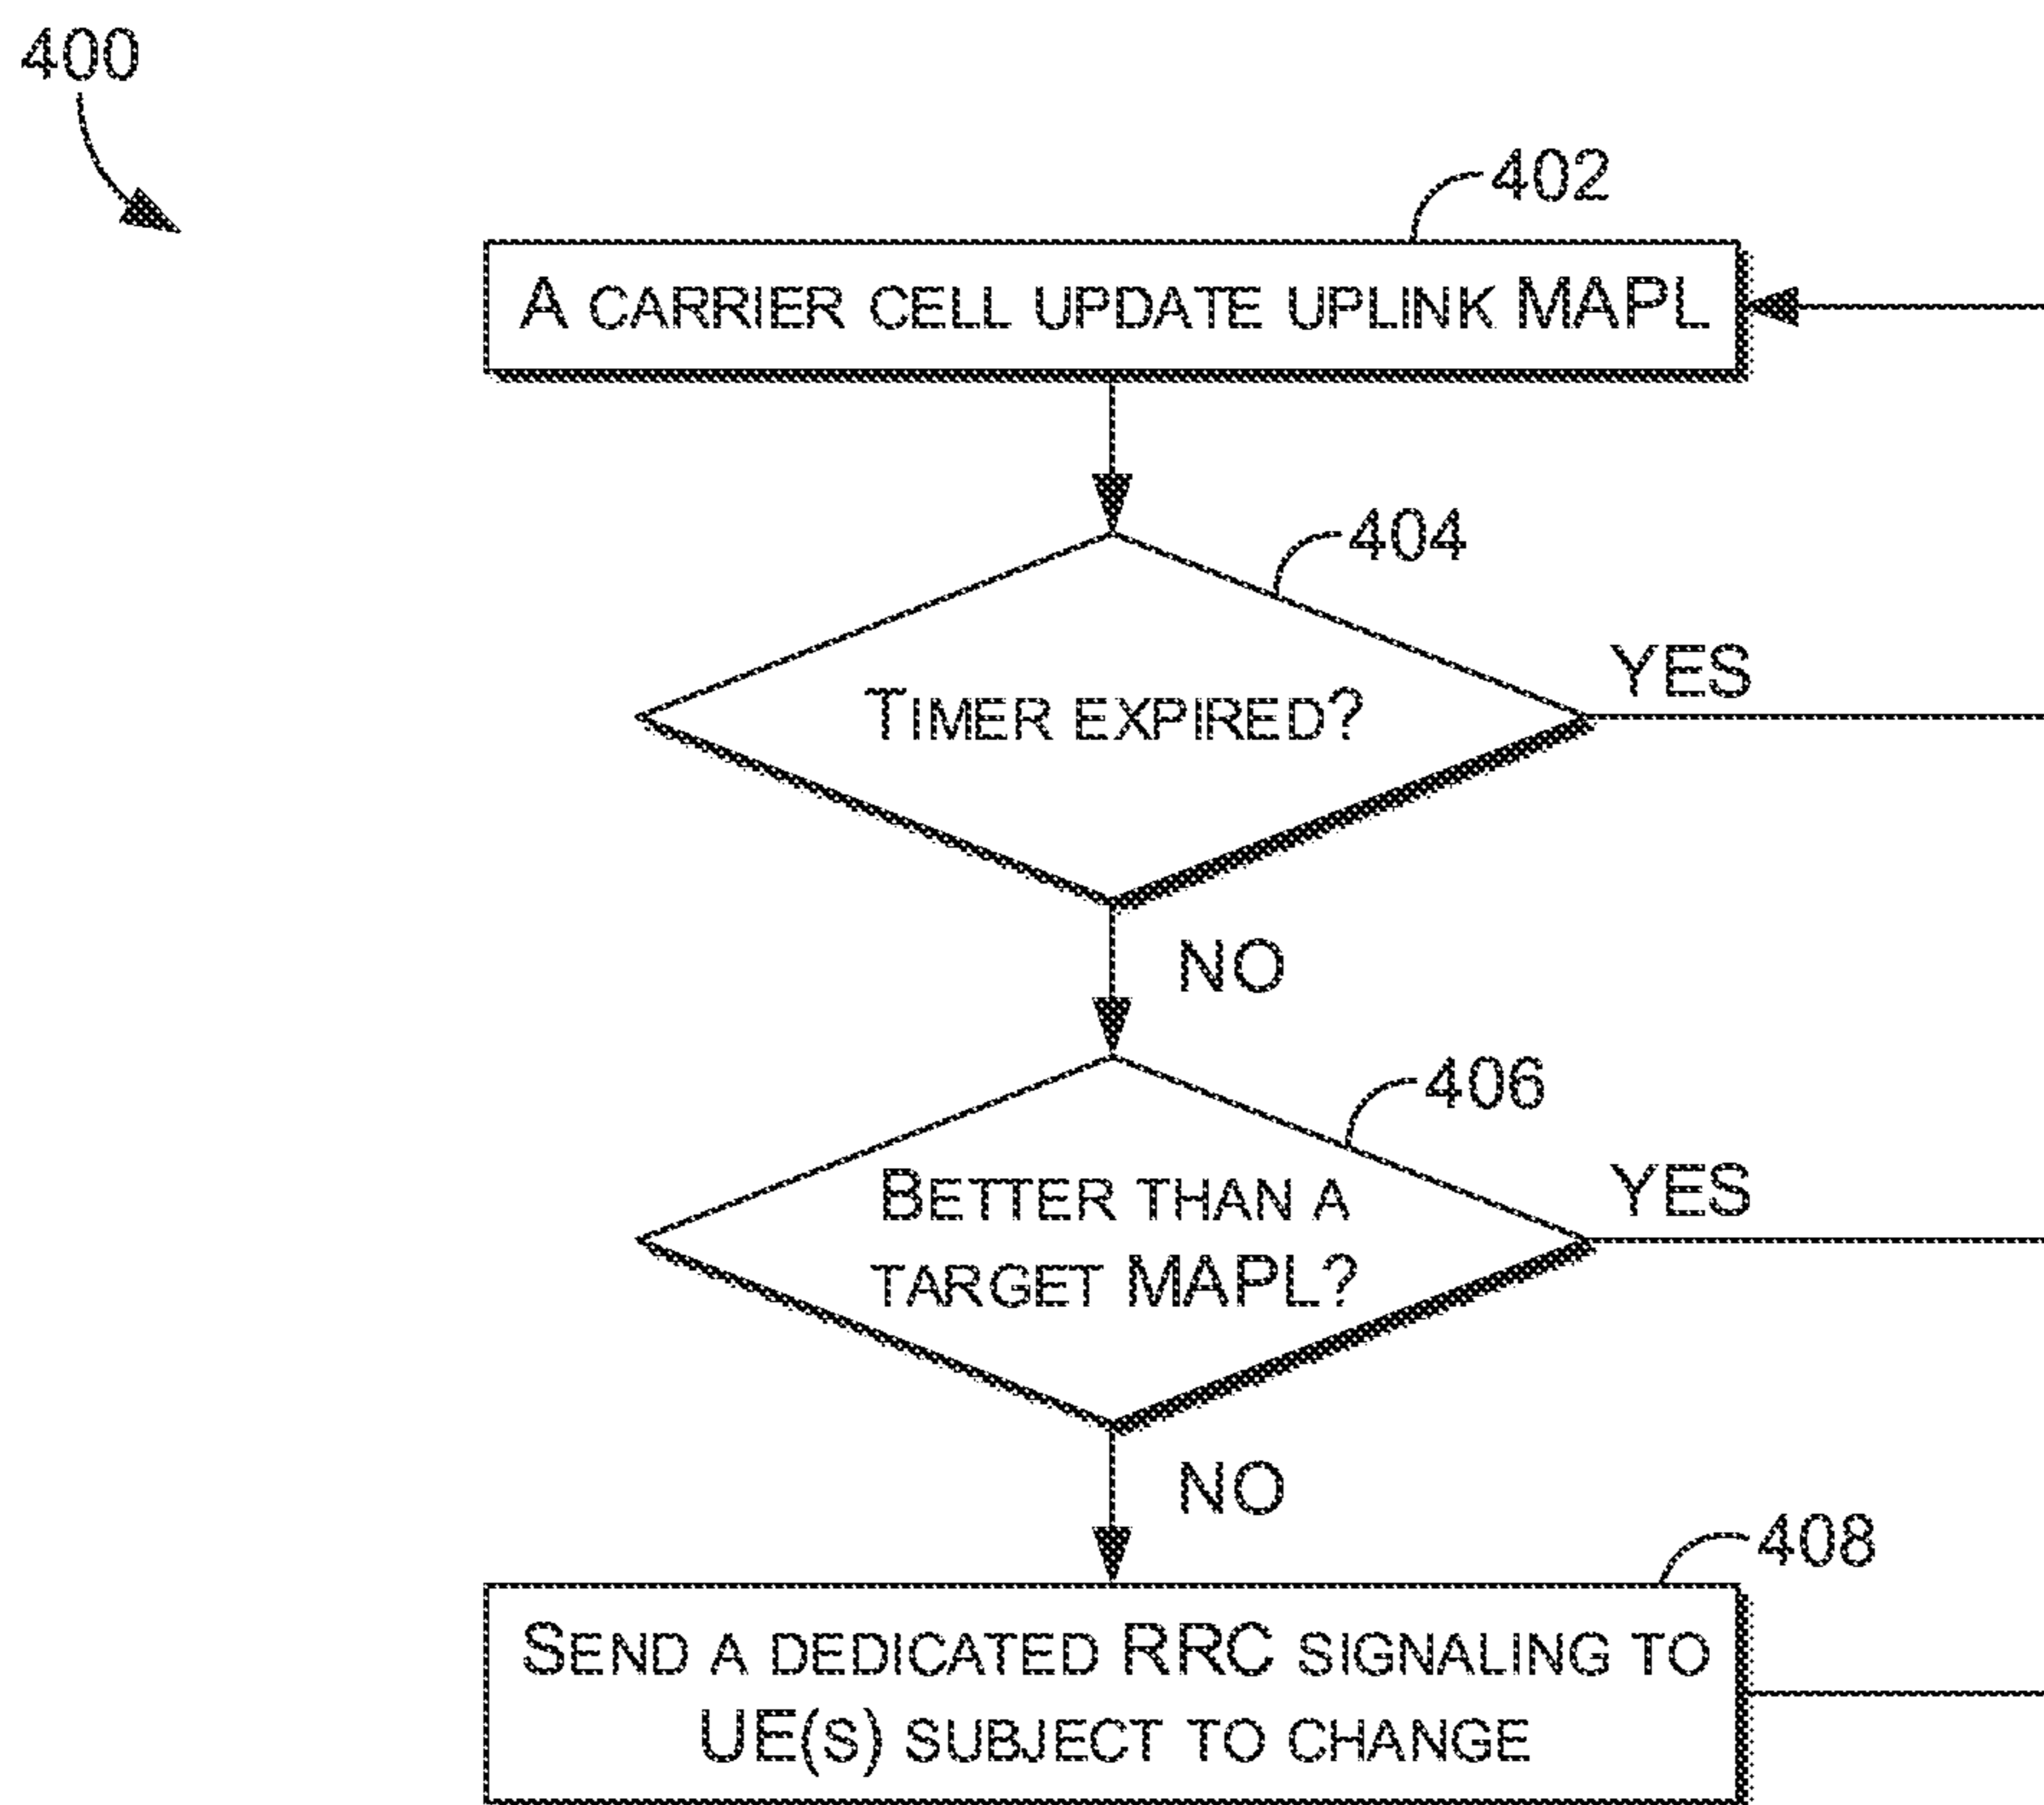 400
402
A CARRIER CELL UPDATE UPLINK MAPL
404
TIMER EXPIRED?
YES
NO
406
BETTER THAN A
TARGET MAPL?
YES
NO
408
SEND A DEDICATED RRC SIGNALING TO
UE(S) SUBJECT TO CHANGE